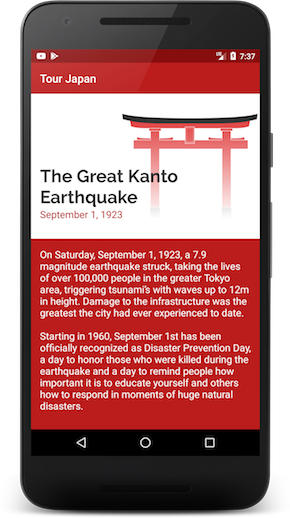 7:37
Tour Japan
The Great Kanto
Earthquake
September 1, 1923
On Saturday, September 1, 1923, a 7.9
magnitude earthquake struck, taking the lives
of over 100,000 people in the greater Tokyo
area, triggering tsunami's with waves up to 12m
in height. Damage to the infrastructure was the
greatest the city had ever experienced to date.
Starting in 1960, September 1st has been
officially recognized as Disaster Prevention Day,
a day to honor those who were killed during the
earthquake and a day to remind people how
important it is to educate yourself and others
how to respond in moments of huge natural
disasters.